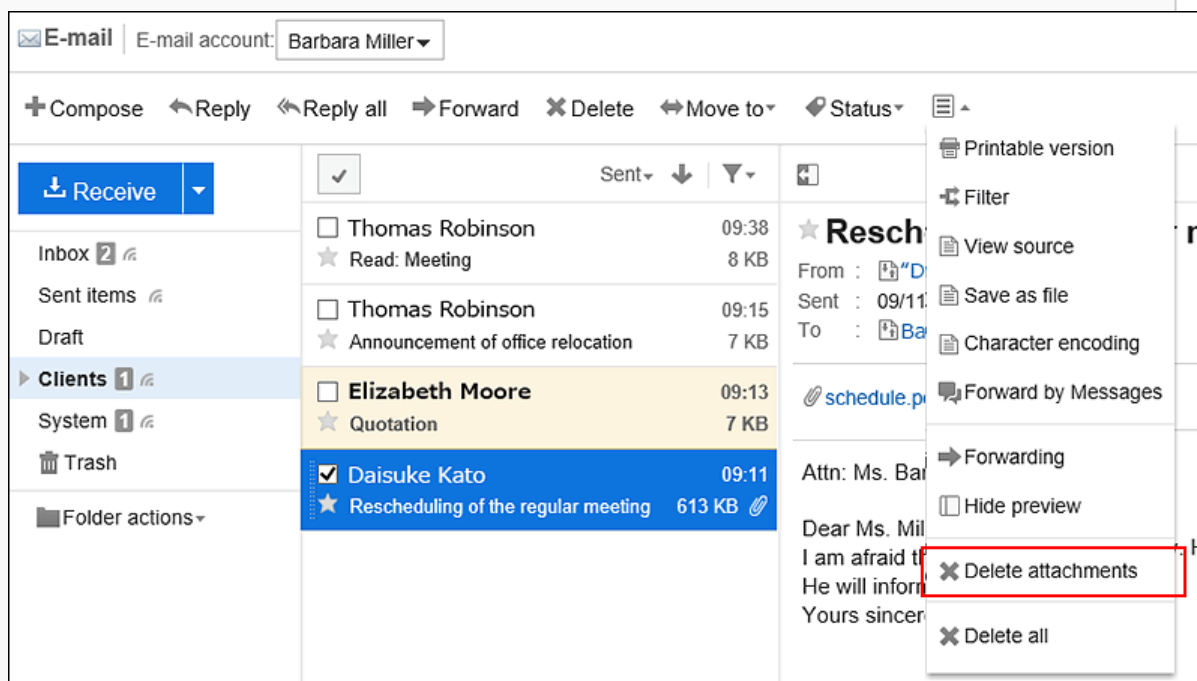 E-mail E-mail account: Barbara Miller
Compose Reply Reply all Forward Delete Move to Status
Receive
Inbox 2
Sent items
Draft
Clients 1
System 1
Trash
Folder actions
Sent
Thomas Robinson 09:38
Read: Meeting 8 KB
Thomas Robinson 09:15
Announcement of office relocation 7 KB
Elizabeth Moore 09:13
Quotation 7 KB
Daisuke Kato 09:11
Rescheduling of the regular meeting 613 KB
From :
Sent : 09/11
To :
Attn: Ms.
Dear Ms.
I am afraid
He will
Yours
Printable version
Filter
View source
Save as file
Character encoding
Forward by Messages
Forwarding
Hide preview
Delete attachments
Delete all